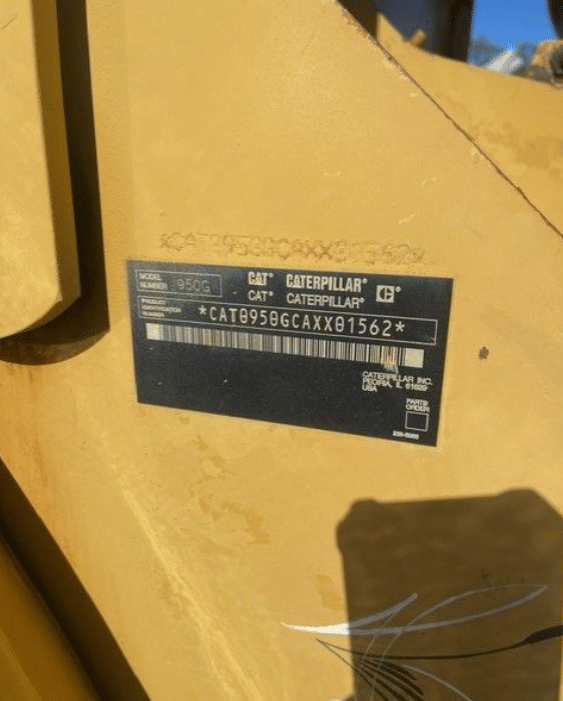 *CAT0950GCAXX01562*
MODEL NUMBER 950G
CAT® CATERPILLAR®
CAT® CATERPILLAR®
PRODUCT IDENTIFICATION NUMBER
*CAT0950GCAXX01562*
CATERPILLAR INC.
PEORIA, IL 61629
USA
PARTS
ORDER